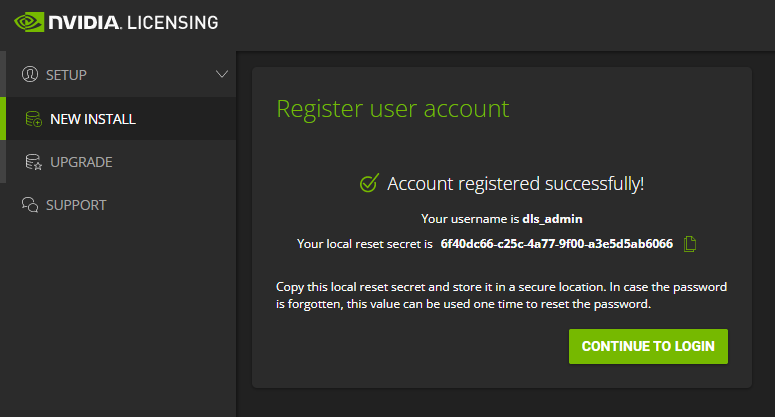 NVIDIA. LICENSING
SETUP
NEW INSTALL
UPGRADE
SUPPORT
Register user account
Account registered successfully!
Your username is dls_admin
Your local reset secret is 6f40dc66-c25c-4a77-9f00-a3e5d5ab6066
Copy this local reset secret and store it in a secure location. In case the password
is forgotten, this value can be used one time to reset the password.
CONTINUE TO LOGIN